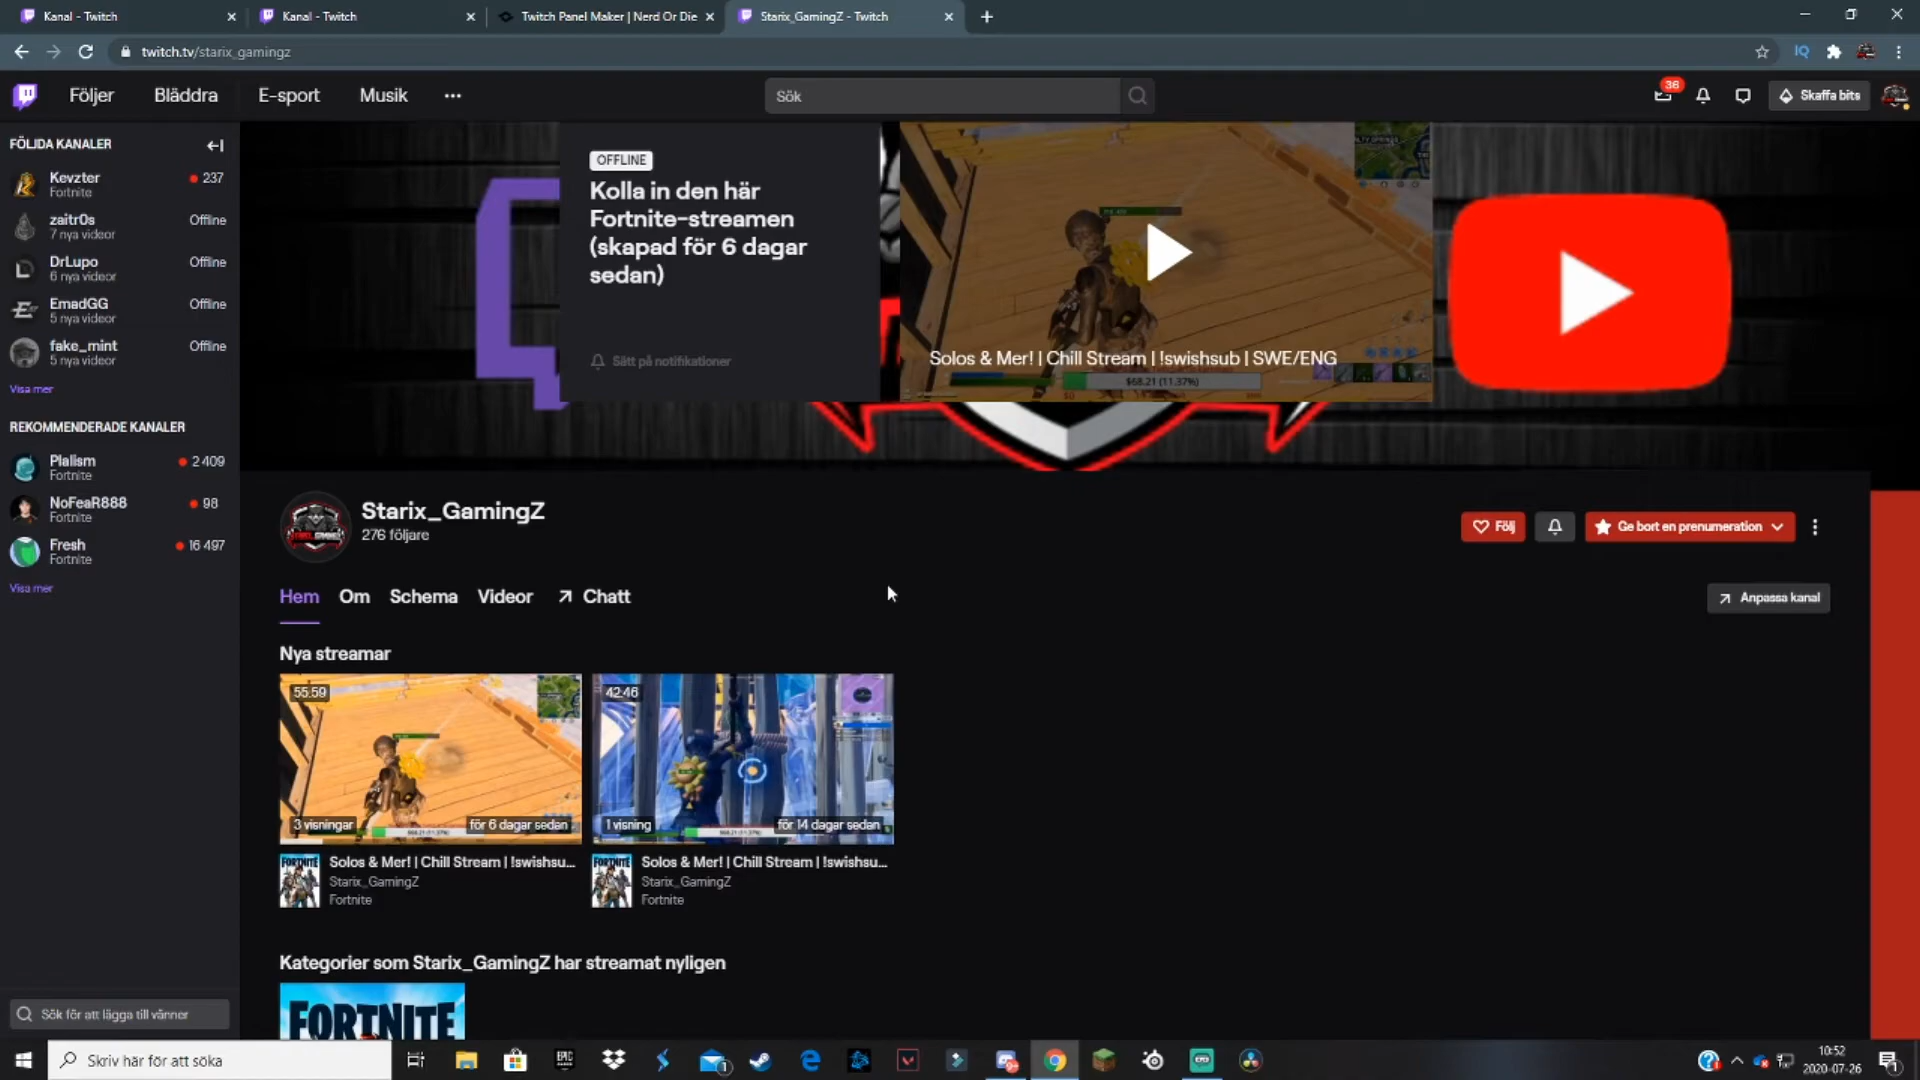 Kanal - Twitch
Kanal - Twitch
Twitch Panel Maker | Nerd Or Die
Starix_GamingZ - Twitch
twitch.tv/starix_gamingz
Följer
Bläddra
E-sport
Musik
Sök
36
Skaffa bits
FÖLJDA KANALER
Kevzter
237
Fortnite
zaitr0s
Offline
7 nya videor
DrLupo
Offline
6 nya videor
EmadGG
Offline
5 nya videor
fake_mint
Offline
5 nya videor
Visa mer
REKOMMENDERADE KANALER
Plalism
2 409
Fortnite
NoFeaR888
98
Fortnite
Fresh
16 497
Fortnite
Visa mer
Sök för att lägga till vänner
OFFLINE
Kolla in den här
Fortnite-streamen
(skapad för 6 dagar
sedan)
Sätt på notifikationer
Solos & Mer! | Chill Stream | !swishsub | SWE/ENG
$68.21 (11.37%)
Starix_GamingZ
276 följare
Följ
Ge bort en prenumeration
Hem
Om
Schema
Videor
Chatt
Anpassa kanal
Nya streamar
55:59
3 visningar
för 6 dagar sedan
Solos & Mer! | Chill Stream | !swishsu...
Starix_GamingZ
Fortnite
42:46
1 visning
för 14 dagar sedan
Solos & Mer! | Chill Stream | !swishsu...
Starix_GamingZ
Fortnite
Kategorier som Starix_GamingZ har streamat nyligen
FORTNITE
Skriv här för att söka
10:52
2020-07-26